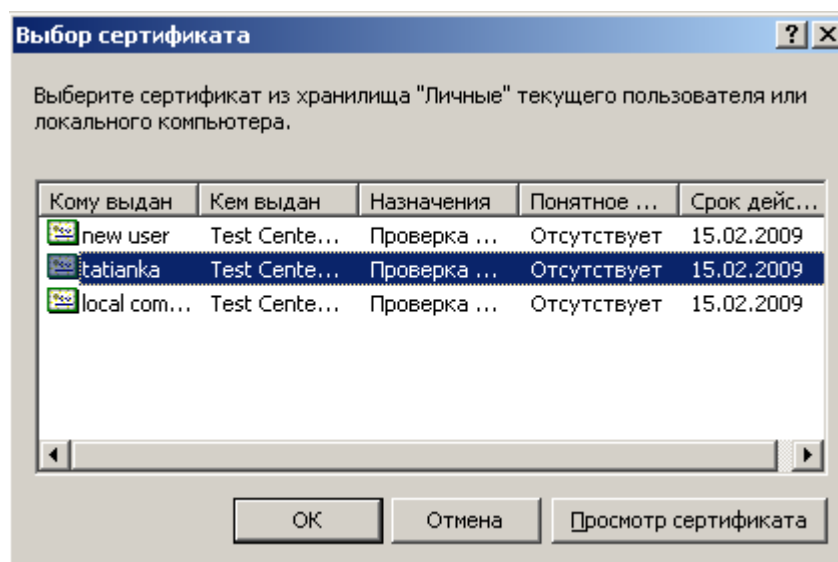 Выбор сертификата
Выберите сертификат из хранилища "Личные" текущего пользователя или
локального компьютера.
Кому выдан Кем выдан Назначения Понятное ... Срок дейс...
new user Test Cente... Проверка ... Отсутствует 15.02.2009
tatianka Test Cente... Проверка ... Отсутствует 15.02.2009
local com... Test Cente... Проверка ... Отсутствует 15.02.2009
ОК Отмена Просмотр сертификата